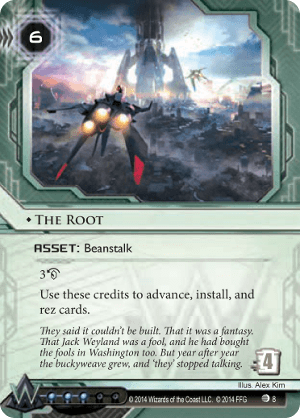 6
♦ THE ROOT
ASSET: Beanstalk
3
Use these credits to advance, install, and
rez cards.
They said it couldn't be built. That it was a fantasy.
That Jack Weyland was a fool, and he had bought
the fools in Washington too. But year after year
the buckyweave grew, and 'they' stopped talking.
4
Illus. Alex Kim
© 2014 Wizards of the Coast LLC. © 2014 FFG
8